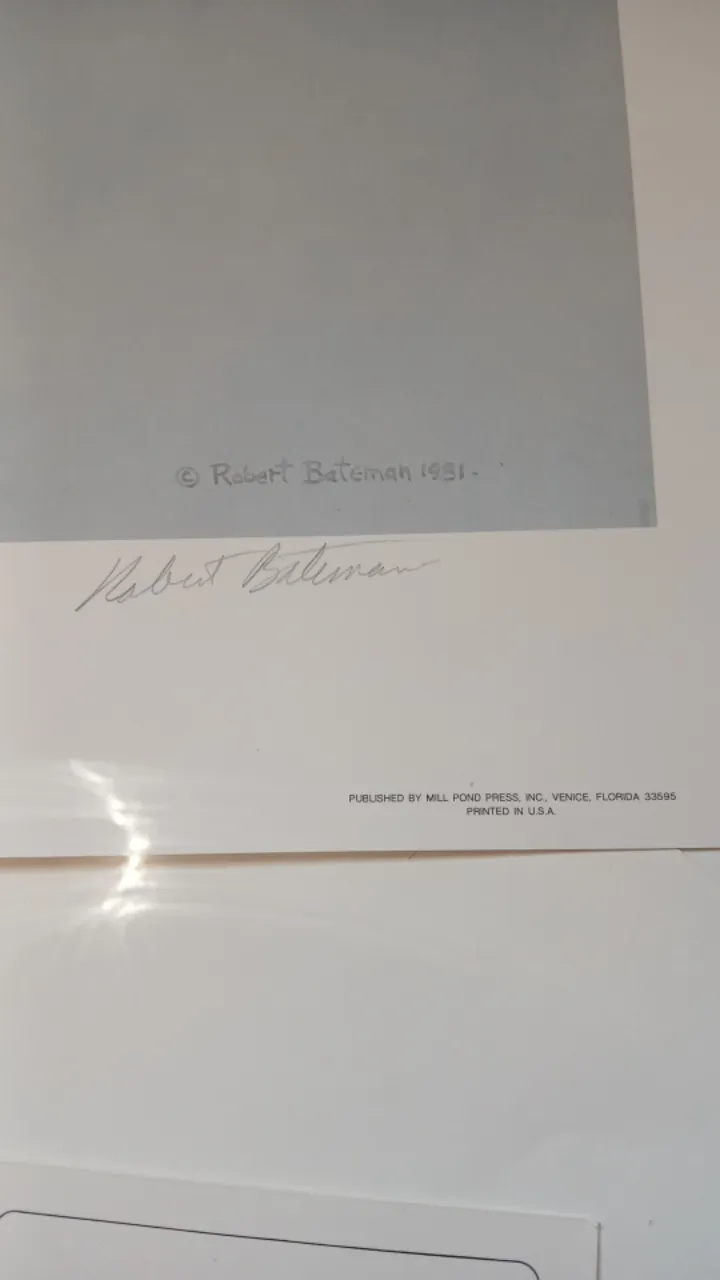 © Robert Bateman 1981-
Robert Bateman
PUBLISHED BY MILL POND PRESS, INC., VENICE, FLORIDA 33595
PRINTED IN U.S.A.